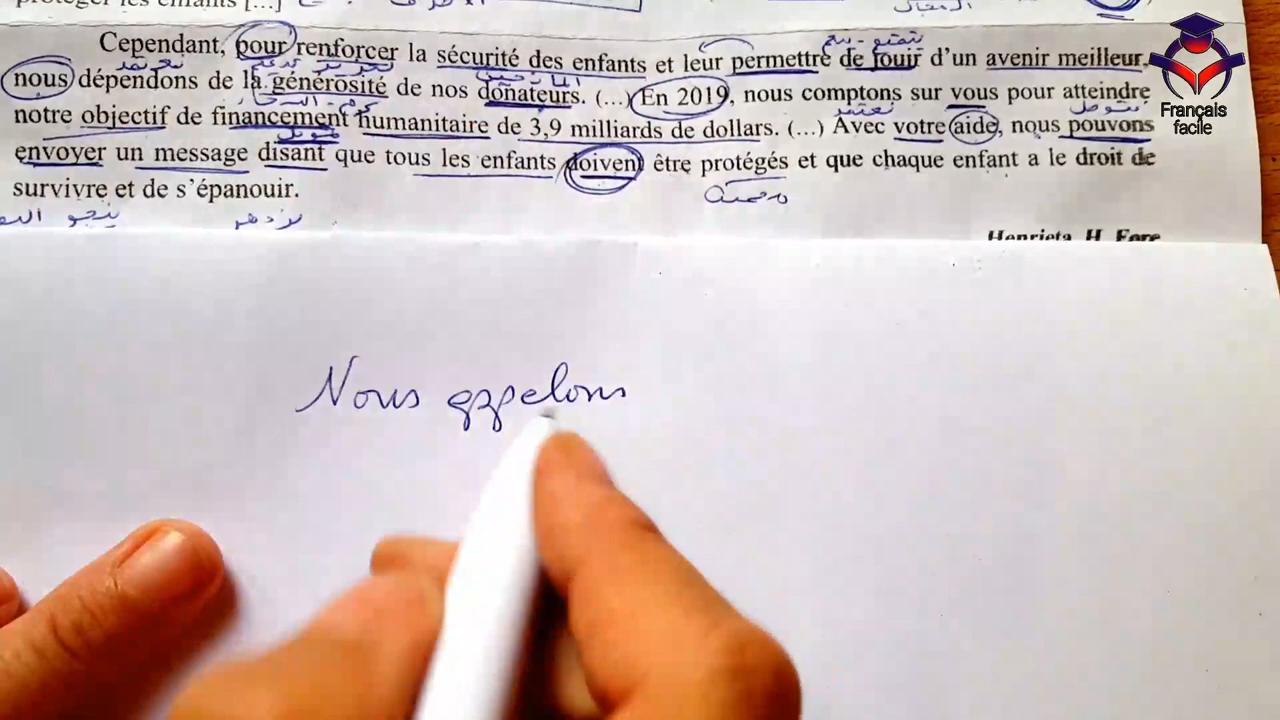 protéger les enfants [...]
Cependant, pour renforcer la sécurité des enfants et leur permettre de jouir d'un avenir meilleur,
nous dépendons de la générosité de nos donateurs. (...) En 2019, nous comptons sur vous pour atteindre
notre objectif de financement humanitaire de 3,9 milliards de dollars. (...) Avec votre aide, nous pouvons
envoyer un message disant que tous les enfants doivent être protégés et que chaque enfant a le droit de
survivre et de s'épanouir.
Henrieta H Fore
Nous appelons
Français
facile